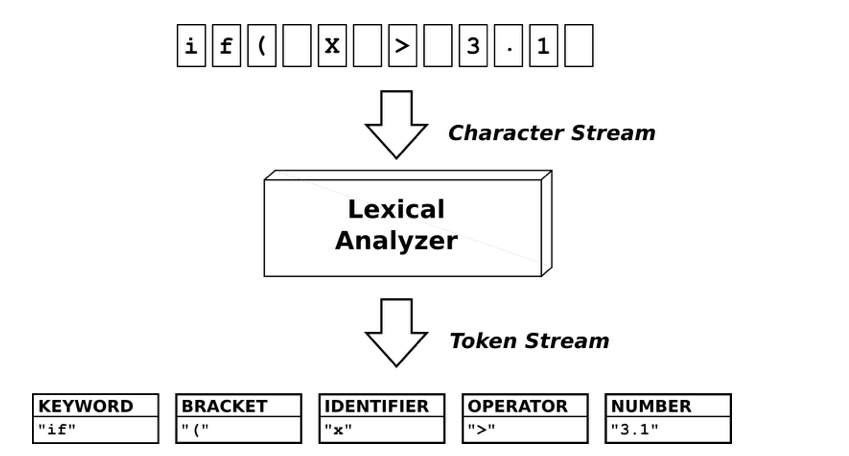 i f ( X > 3 . 1
Character Stream
Lexical
Analyzer
Token Stream
KEYWORD BRACKET IDENTIFIER OPERATOR NUMBER
"if" "(" "x" ">" "3.1"